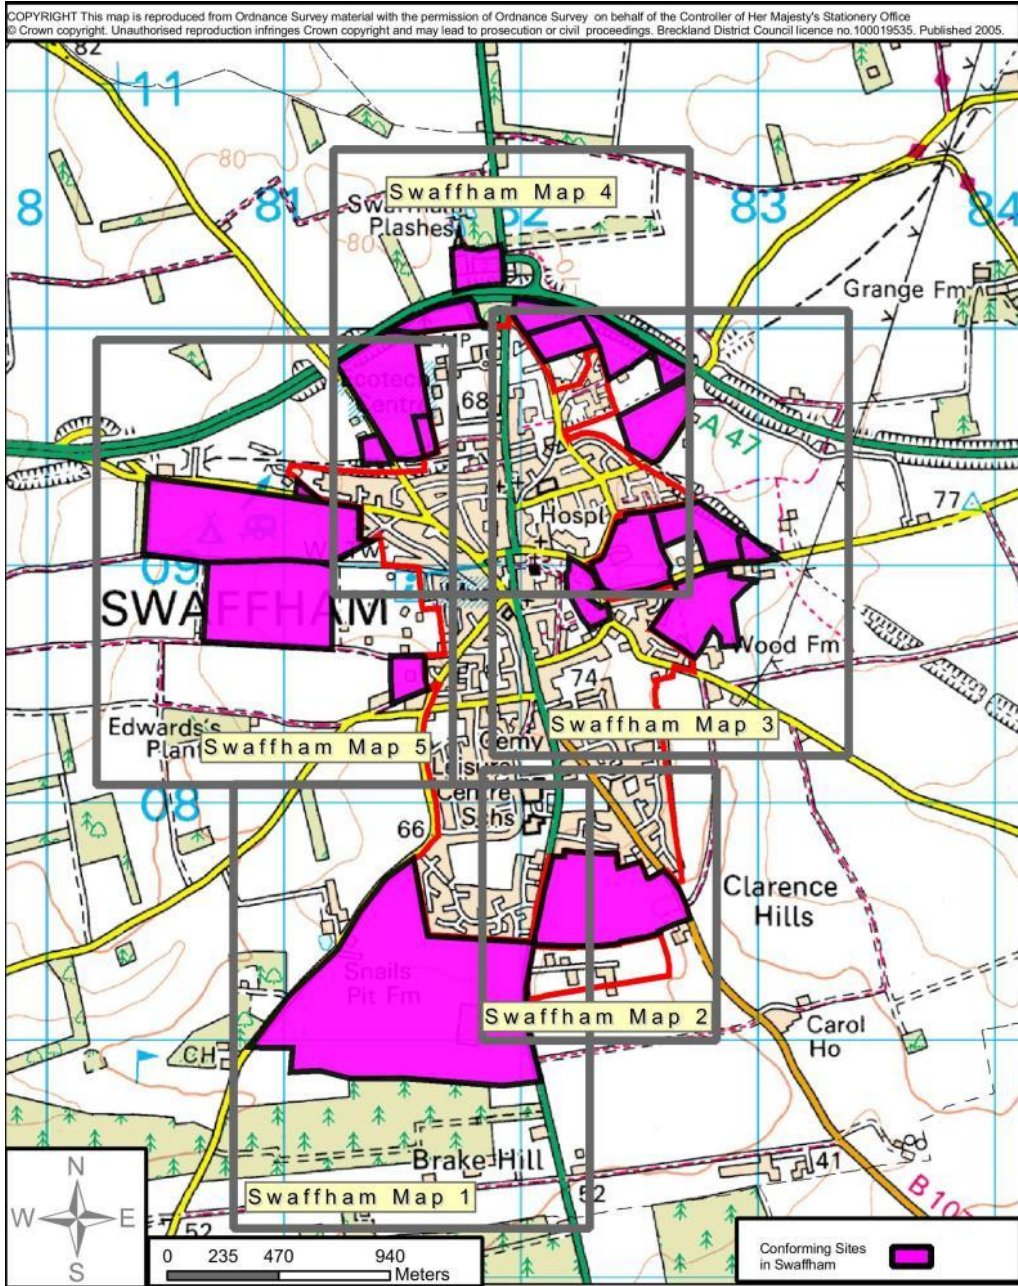 COPYRIGHT This map is reproduced from Ordnance Survey material with the permission of Ordnance Survey on behalf of the Controller of Her Majesty's Stationery Office
© Crown copyright. Unauthorised reproduction infringes Crown copyright and may lead to prosecution or civil proceedings. Breckland District Council licence no.100019535. Published 2005.
82
11
80
8
81
Swaffham Map 4
82
83
84
Plashes
80
Grange Fm
68
A 47
77
Hospl
09
SWAFFHAM
Wood Fm
74
Edwards's
Swaffham Map 3
Swaffham Map 5
Cemy
Leisure
Centre
Schs
08
66
Clarence
Hills
Snails
Pit Fm
Swaffham Map 2
Carol
Ho
CH
Brake Hill
41
Swaffham Map 1
52
52
N
W E
S
0 235 470 940
Meters
Conforming Sites
in Swaffham